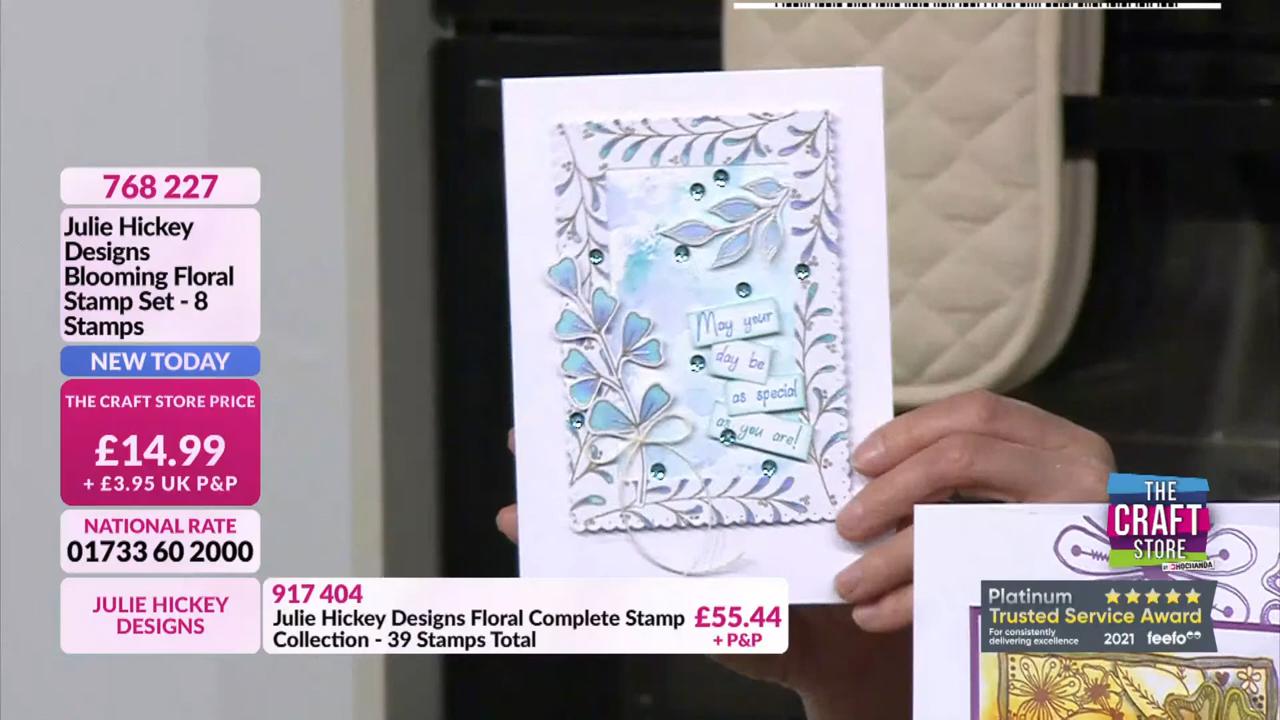 768 227
Julie Hickey
Designs
Blooming Floral
Stamp Set - 8
Stamps
NEW TODAY
THE CRAFT STORE PRICE
£14.99
+ £3.95 UK P&P
NATIONAL RATE
01733 60 2000
JULIE HICKEY
DESIGNS
917 404
Julie Hickey Designs Floral Complete Stamp
Collection - 39 Stamps Total
£55.44
+ P&P
May your
day be
as special
as you are!
THE
CRAFT
STORE
BY HOCHANDA
Platinum
Trusted Service Award
For consistently
delivering excellence
2021 feefo